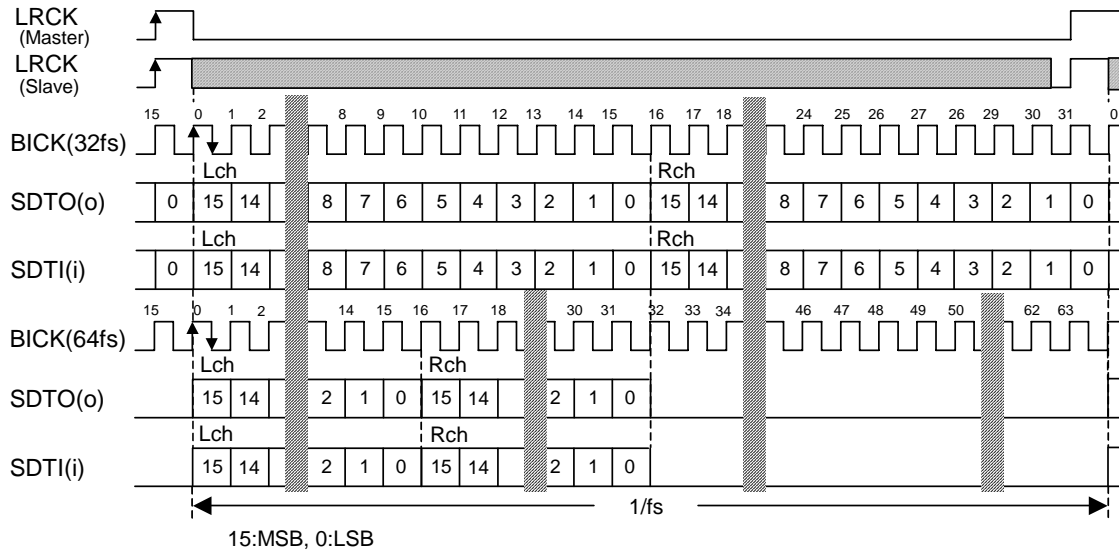 LRCK
(Master)
LRCK
(Slave)
15 0 1 2 8 9 10 11 12 13 14 15 16 17 18 24 25 26 27 26 29 30 31 0
BICK(32fs)
Lch Rch
SDTO(o) 0 15 14 8 7 6 5 4 3 2 1 0 15 14 8 7 6 5 4 3 2 1 0
Lch Rch
SDTI(i) 0 15 14 8 7 6 5 4 3 2 1 0 15 14 8 7 6 5 4 3 2 1 0
15 0 1 2 14 15 16 17 18 30 31 32 33 34 46 47 48 49 50 62 63
BICK(64fs)
Lch Rch
SDTO(o) 15 14 2 1 0 15 14 2 1 0
Lch Rch
SDTI(i) 15 14 2 1 0 15 14 2 1 0
1/fs
15:MSB, 0:LSB